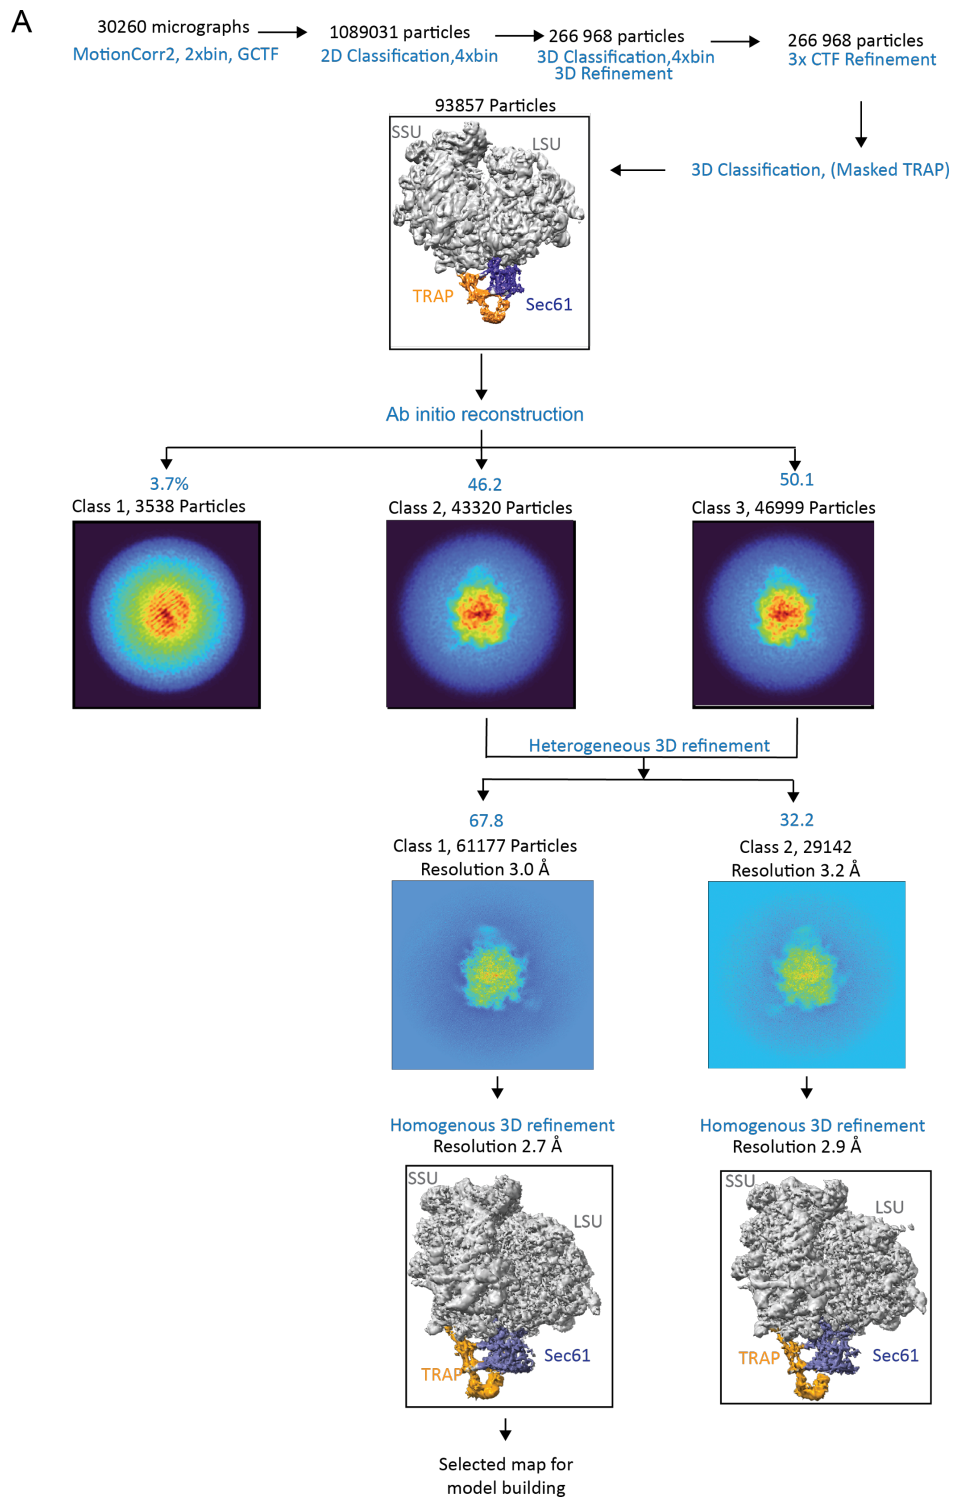 A
30260 micrographs
MotionCorr2, 2xbin, GCTF
1089031 particles
2D Classification,4xbin
266 968 particles
3D Classification,4xbin
3D Refinement
266 968 particles
3x CTF Refinement
3D Classification, (Masked TRAP)
93857 Particles
SSU
LSU
TRAP
Sec61
Ab initio reconstruction
3.7%
Class 1, 3538 Particles
46.2
Class 2, 43320 Particles
50.1
Class 3, 46999 Particles
Heterogeneous 3D refinement
67.8
Class 1, 61177 Particles
Resolution 3.0 Å
32.2
Class 2, 29142
Resolution 3.2 Å
Homogenous 3D refinement
Resolution 2.7 Å
SSU
LSU
TRAP
Sec61
Homogenous 3D refinement
Resolution 2.9 Å
SSU
LSU
TRAP
Sec61
Selected map for
model building